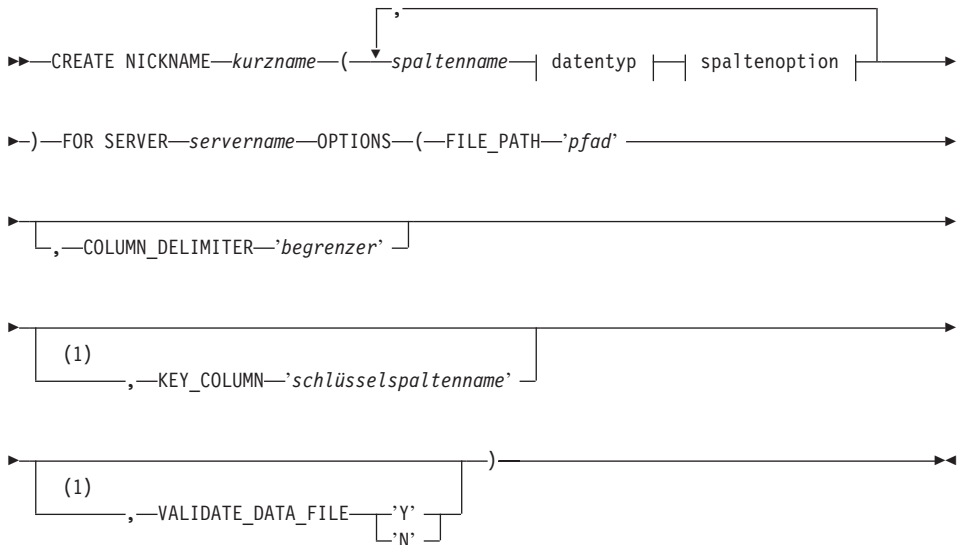 ,
CREATE NICKNAME kurzname ( spaltenname datentyp spaltenoption
) FOR SERVER servername OPTIONS ( FILE_PATH 'pfad'
, COLUMN_DELIMITER 'begrenzer'
(1)
, KEY_COLUMN 'schlüsselspaltenname'
)
(1)
, VALIDATE_DATA_FILE 'Y'
'N'